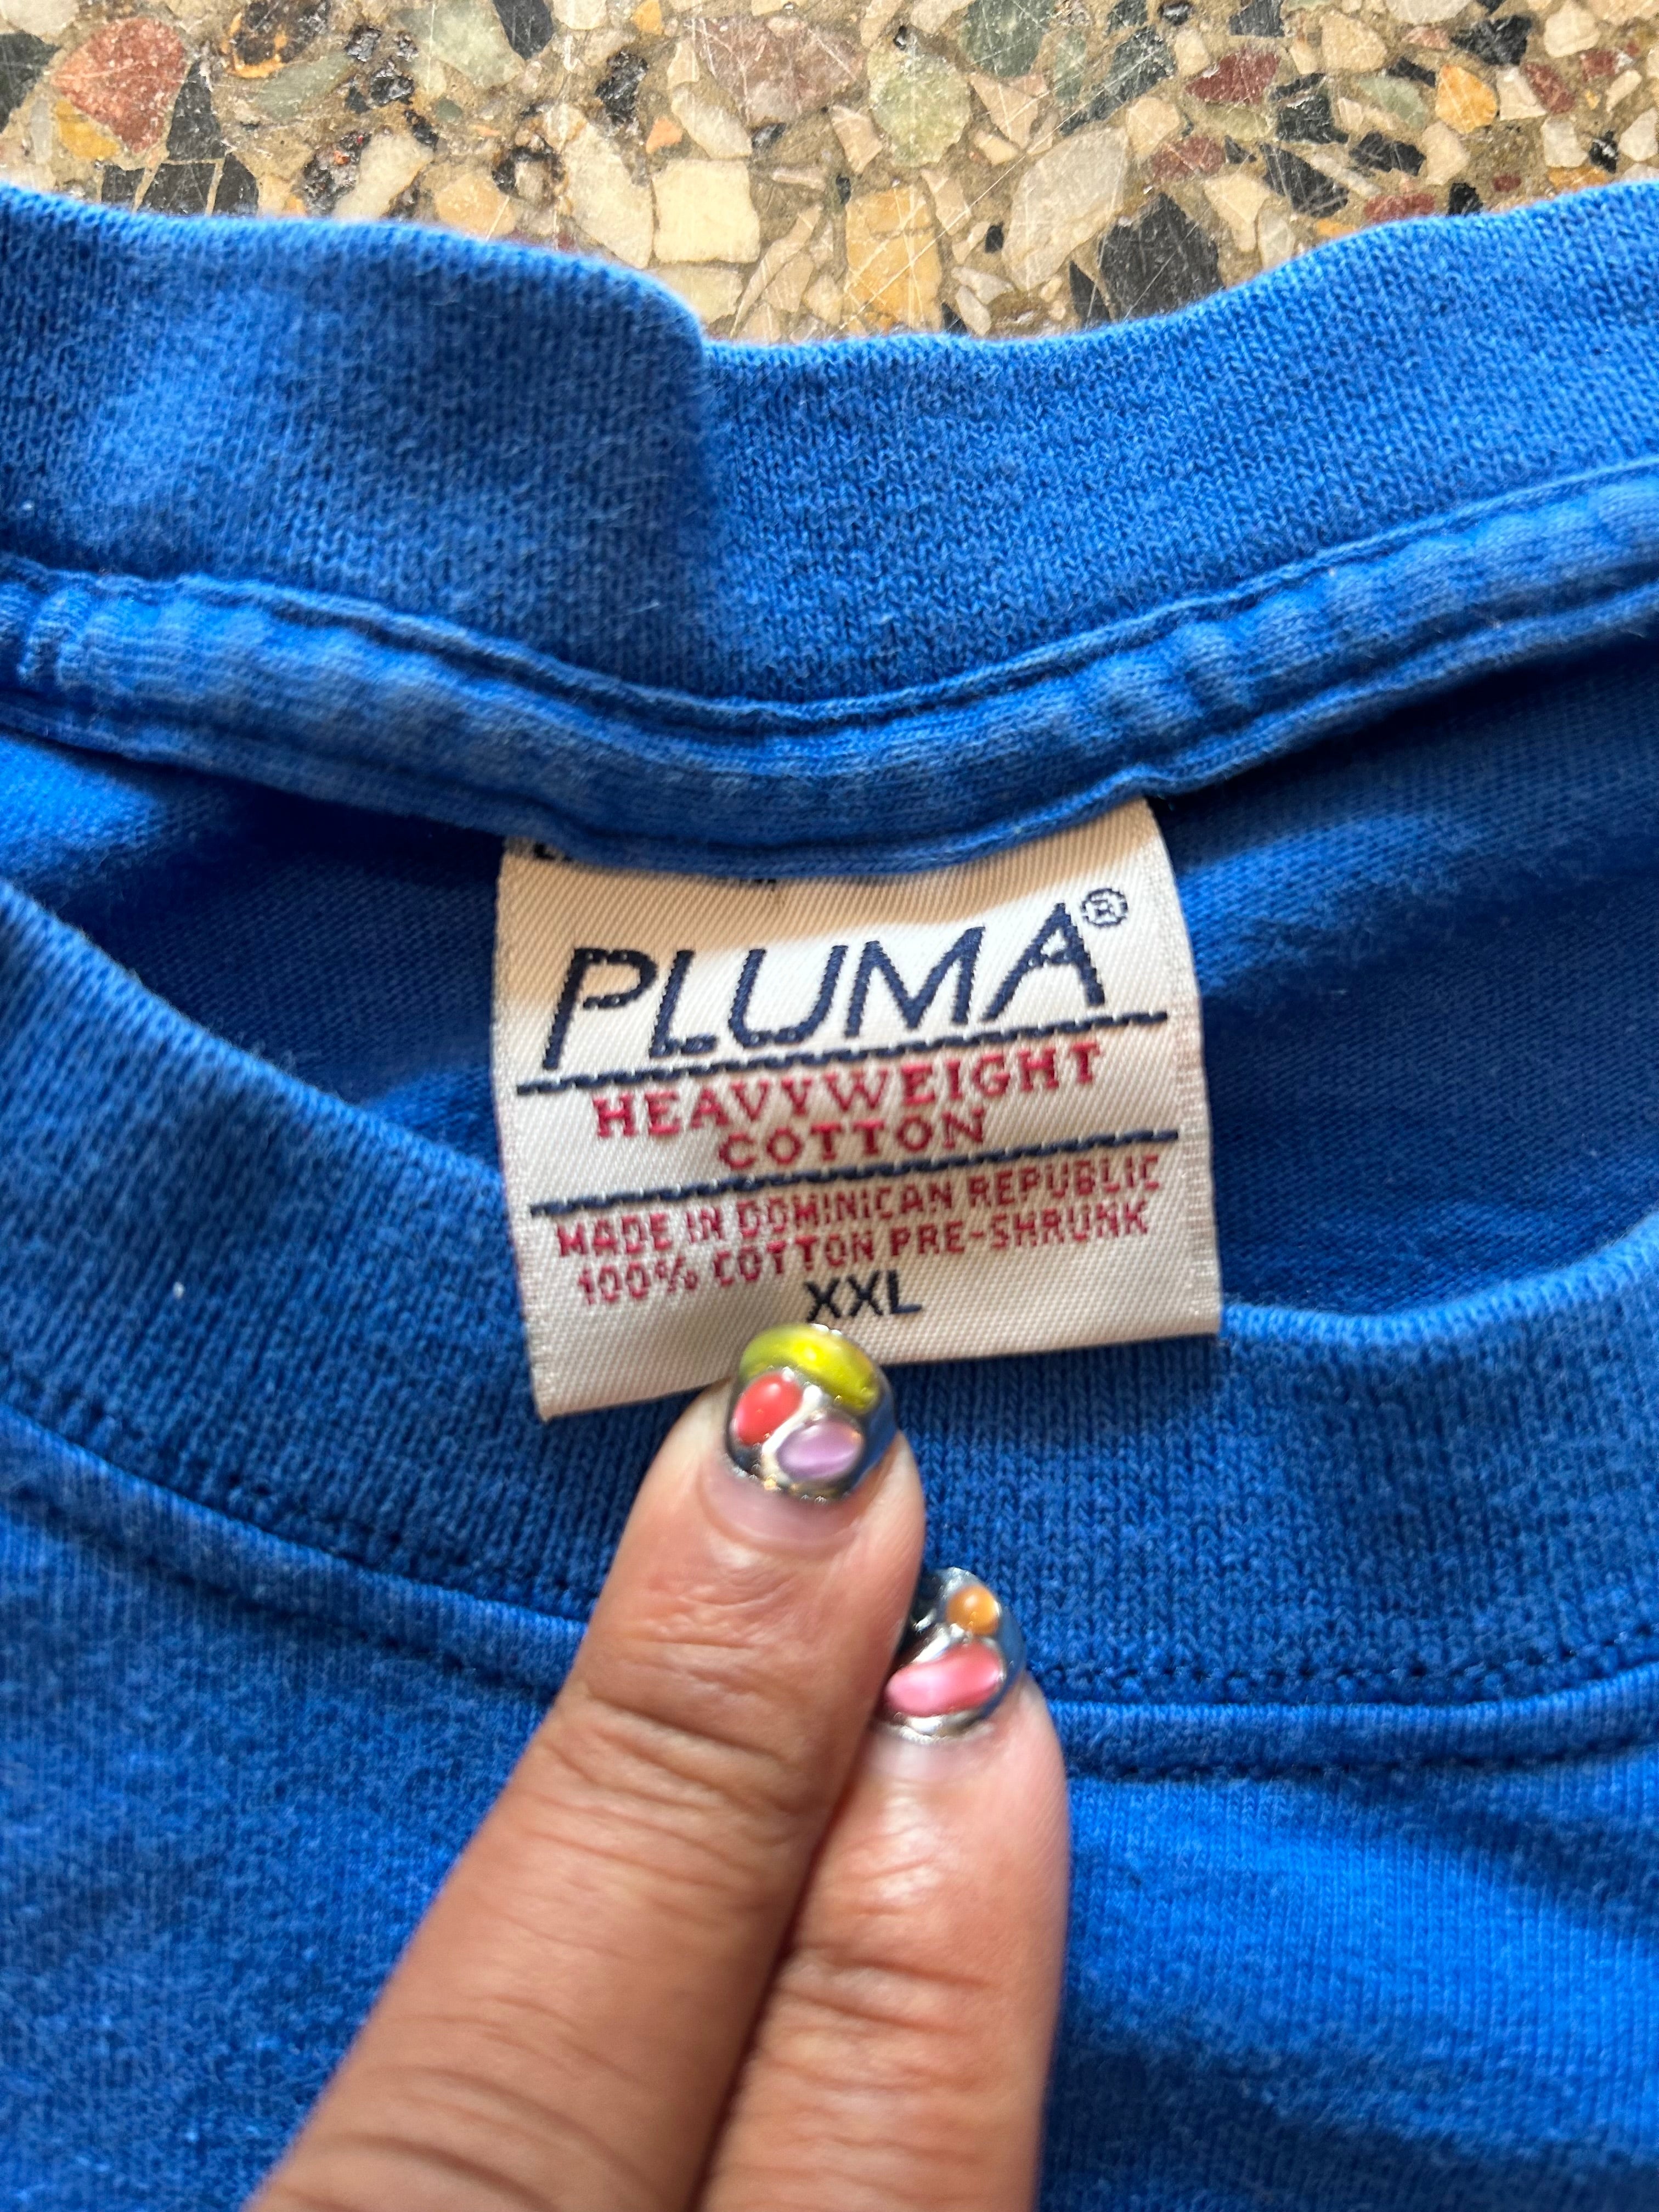 PLUMA®
HEAVYWEIGHT
COTTON
MADE IN DOMINICAN REPUBLIC
100% COTTON PRE-SHRUNK
XXL